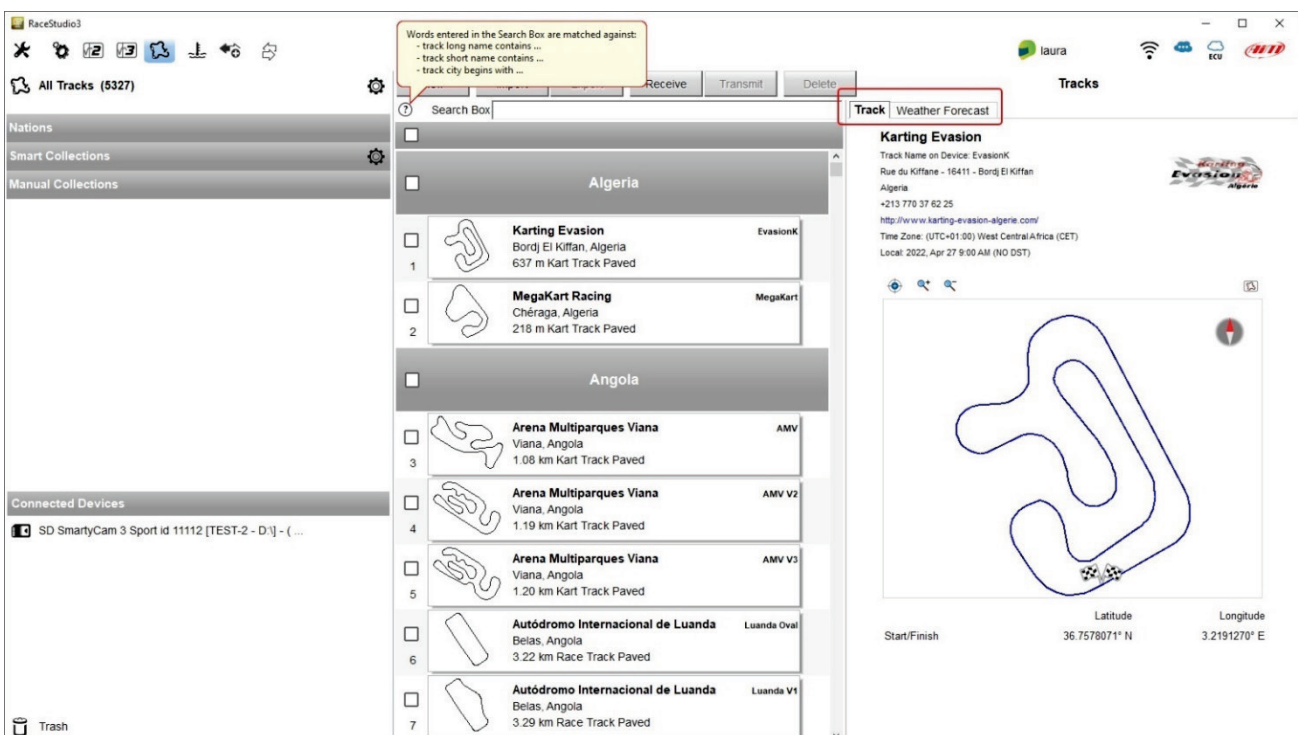 RaceStudio3
Words entered in the Search Box are matched against:
- track long name contains ...
- track short name contains ...
- track city begins with ...
laura
ECU
AiM
All Tracks (5327)
Receive
Transmit
Delete
Tracks
Search Box
Track
Weather Forecast
Nations
Smart Collections
Manual Collections
Connected Devices
SD SmartyCam 3 Sport id 11112 [TEST-2 - D:\] - ( ...
Trash
Algeria
Karting Evasion
EvasionK
Bordj El Kiffan, Algeria
637 m Kart Track Paved
1
MegaKart Racing
MegaKart
Chéraga, Algeria
218 m Kart Track Paved
2
Angola
Arena Multiparques Viana
AMV
Viana, Angola
1.08 km Kart Track Paved
3
Arena Multiparques Viana
AMV V2
Viana, Angola
1.19 km Kart Track Paved
4
Arena Multiparques Viana
AMV V3
Viana, Angola
1.20 km Kart Track Paved
5
Autódromo Internacional de Luanda
Luanda Oval
Belas, Angola
3.22 km Race Track Paved
6
Autódromo Internacional de Luanda
Luanda V1
Belas, Angola
3.29 km Race Track Paved
7
Karting Evasion
Track Name on Device: EvasionK
Rue du Kiffane - 16411 - Bordj El Kiffan
Algeria
+213 770 37 62 25
http://www.karting-evasion-algerie.com/
Time Zone: (UTC+01:00) West Central Africa (CET)
Local: 2022, Apr 27 9:00 AM (NO DST)
Karting
Evasion
Algérie
Latitude
Longitude
Start/Finish
36.7578071° N
3.2191270° E